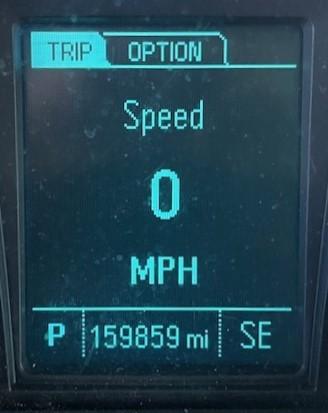 TRIP OPTION
Speed
0
MPH
P 159859 mi SE